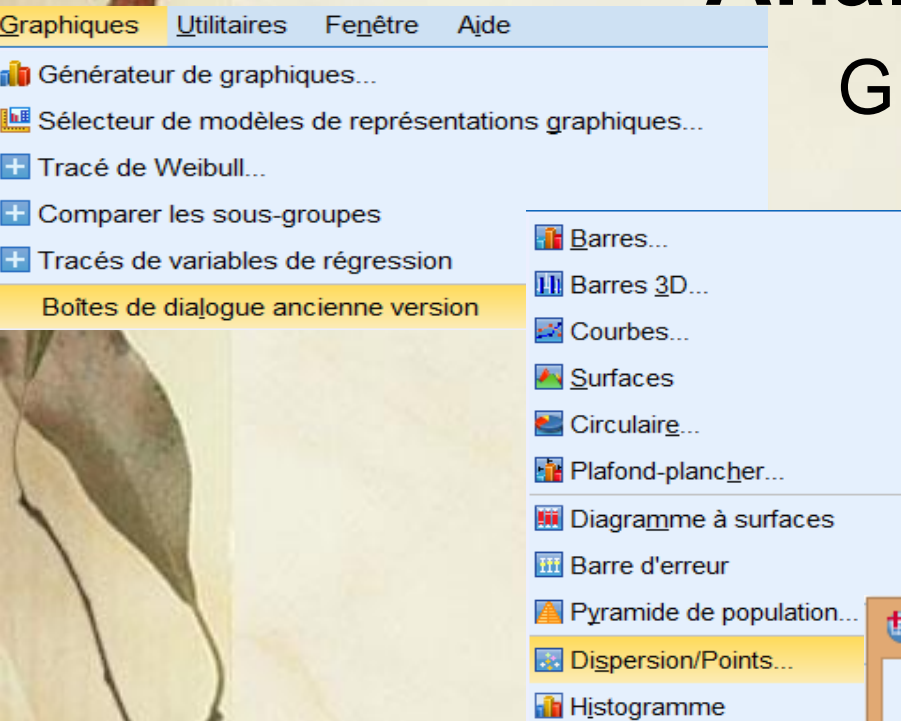 Graphiques Utilitaires Fenêtre Aide
G
Générateur de graphiques...
Sélecteur de modèles de représentations graphiques...
Tracé de Weibull...
Comparer les sous-groupes
Tracés de variables de régression
Boîtes de dialogue ancienne version
Barres...
Barres 3D...
Courbes...
Surfaces
Circulaire...
Plafond-plancher...
Diagramme à surfaces
Barre d'erreur
Pyramide de population...
Dispersion/Points...
Histogramme